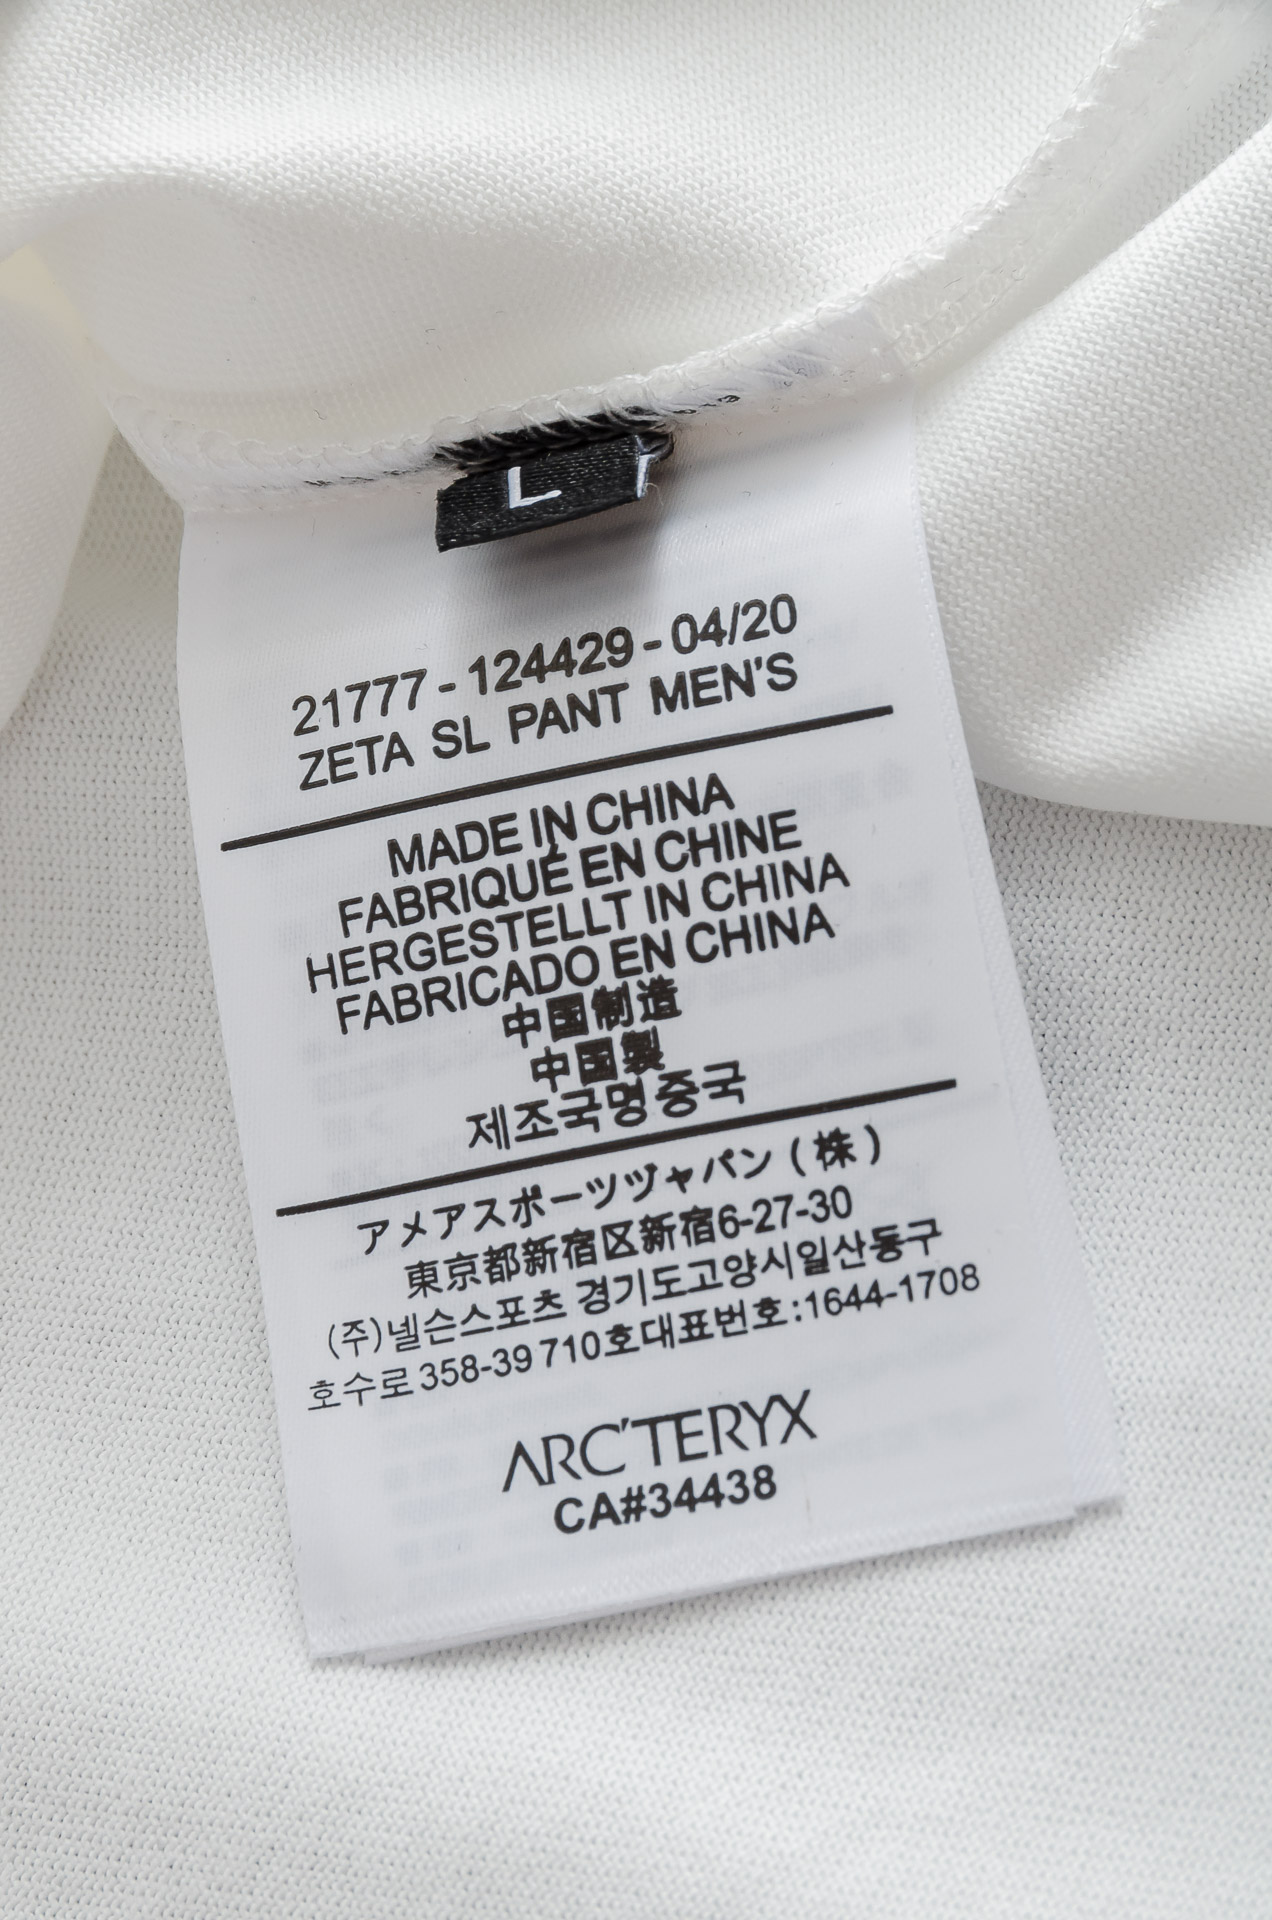 L
21777 - 124429 - 04/20
ZETA SL PANT MEN'S
MADE IN CHINA
FABRIQUÉ EN CHINE
HERGESTELLT IN CHINA
FABRICADO EN CHINA
中国制造
中国製
제조국명중국
アメアスポーツヅャパン (株)
東京都新宿区新宿6-27-30
(주)넬슨스포츠 경기도고양시일산동구
호수로358-39 710호대표번호:1644-1708
ARC'TERYX
CA#34438